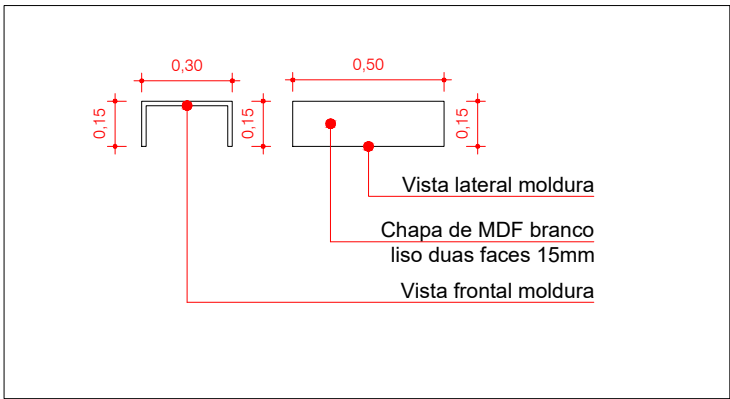 0,30
0,50
0,15
0,15
0,15
Vista lateral moldura
Chapa de MDF branco
liso duas faces 15mm
Vista frontal moldura